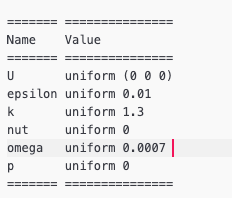 ======= ===============
Name    Value
======= ===============
U       uniform (0 0 0)
epsilon uniform 0.01
k       uniform 1.3
nut     uniform 0
omega   uniform 0.0007
p       uniform 0
======= ===============